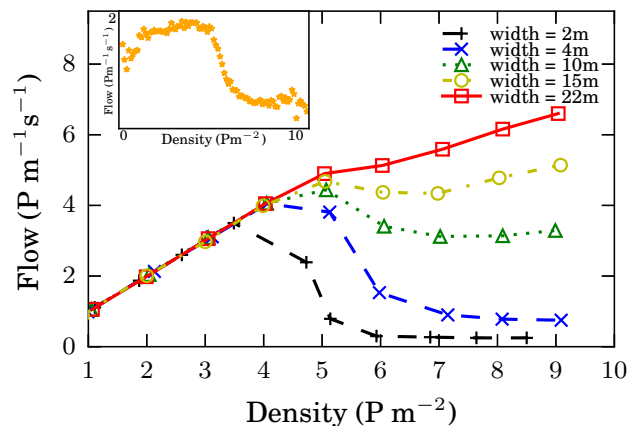 2
Flow (Pm⁻¹s⁻¹)
0
10
Density(Pm⁻²)
width = 2m
width = 4m
width = 10m
width = 15m
width = 22m
8
6
4
2
0
Flow (P m⁻¹s⁻¹)
1 2 3 4 5 6 7 8 9 10
Density (P m⁻²)